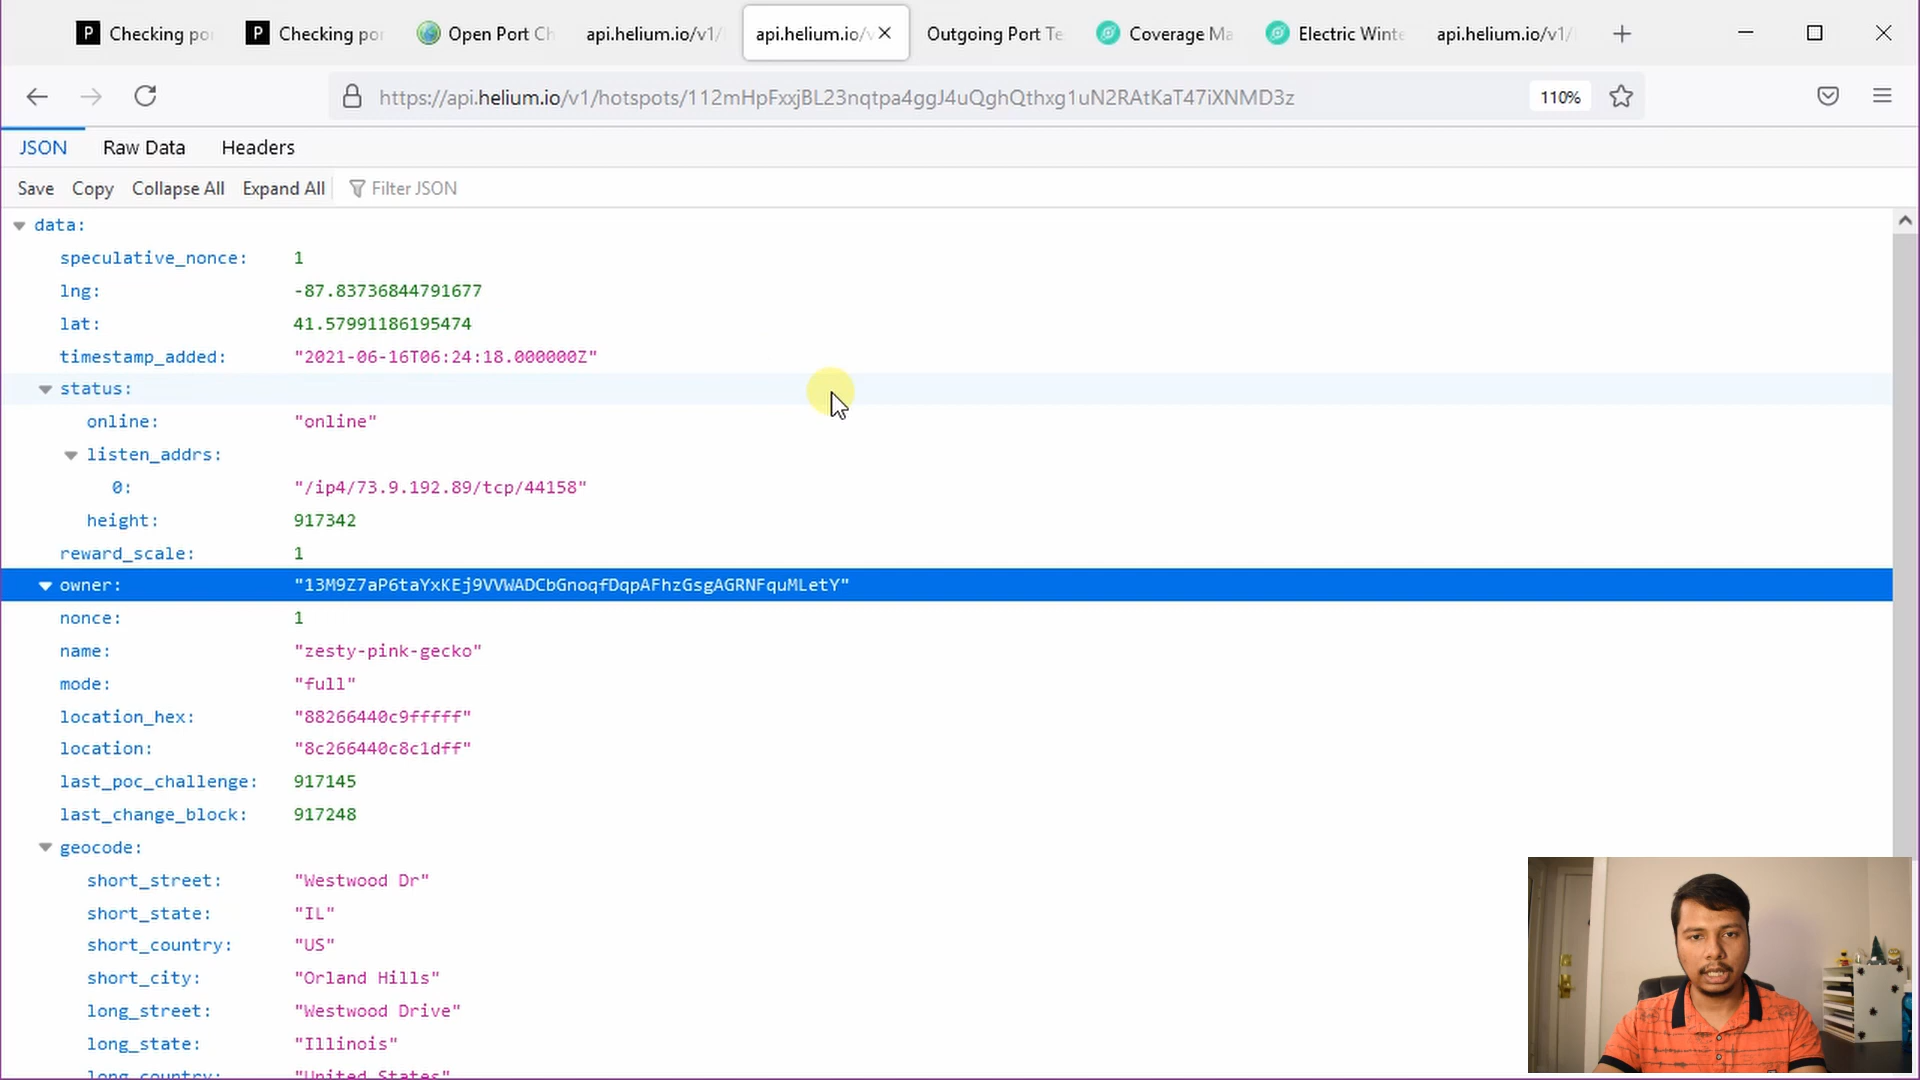 Checking por
Checking por
Open Port Ch
api.helium.io/v1/
api.helium.io/v
Outgoing Port Te
Coverage Ma
Electric Winte
api.helium.io/v1/
https://api.helium.io/v1/hotspots/112mHpFxxjBL23nqtpa4ggJ4uQghQthxg1uN2RAtKaT47iXNMD3z
110%
JSON Raw Data Headers
Save Copy Collapse All Expand All Filter JSON
data:
speculative_nonce: 1
lng: -87.83736844791677
lat: 41.57991186195474
timestamp_added: "2021-06-16T06:24:18.000000Z"
status:
online: "online"
listen_addrs:
0: "/ip4/73.9.192.89/tcp/44158"
height: 917342
reward_scale: 1
owner: "13M9Z7aP6taYxKEj9VVWADCbGnoqfDqpAFhzGsgAGRNFquMLetY"
nonce: 1
name: "zesty-pink-gecko"
mode: "full"
location_hex: "88266440c9fffff"
location: "8c266440c8c1dff"
last_poc_challenge: 917145
last_change_block: 917248
geocode:
short_street: "Westwood Dr"
short_state: "IL"
short_country: "US"
short_city: "Orland Hills"
long_street: "Westwood Drive"
long_state: "Illinois"
long_country: "United States"